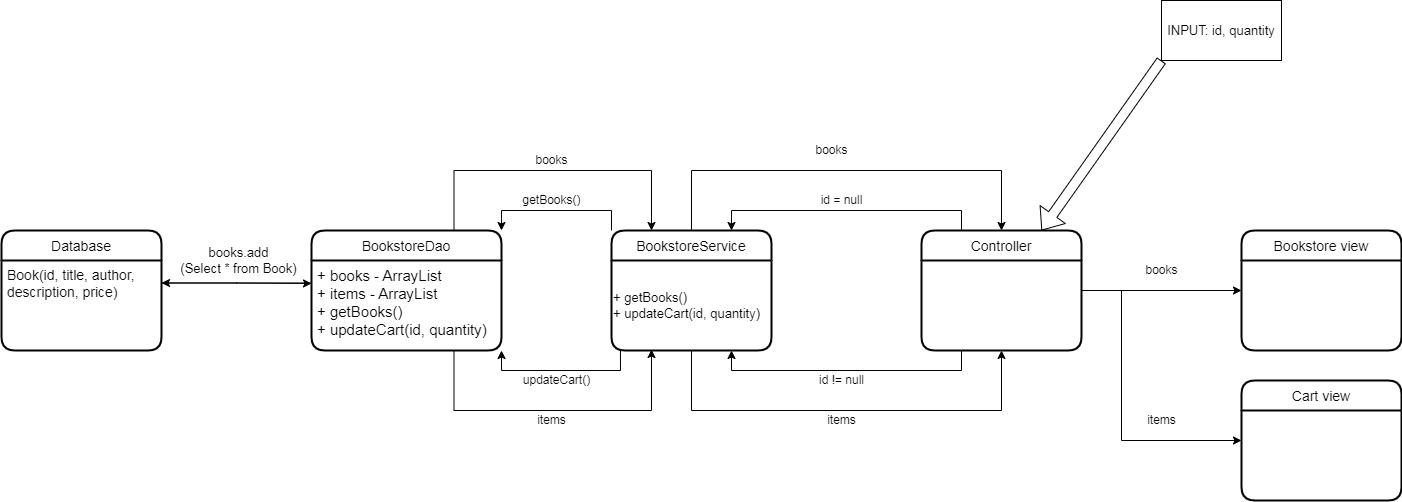 INPUT: id, quantity
books
books
getBooks()
id = null
Database
books.add
(Select * from Book)
BookstoreDao
BookstoreService
Controller
Bookstore view
Book(id, title, author,
description, price)
+ books - ArrayList
+ items - ArrayList
+ getBooks()
+ updateCart(id, quantity)
+ getBooks()
+ updateCart(id, quantity)
books
updateCart()
id != null
items
items
Cart view
items